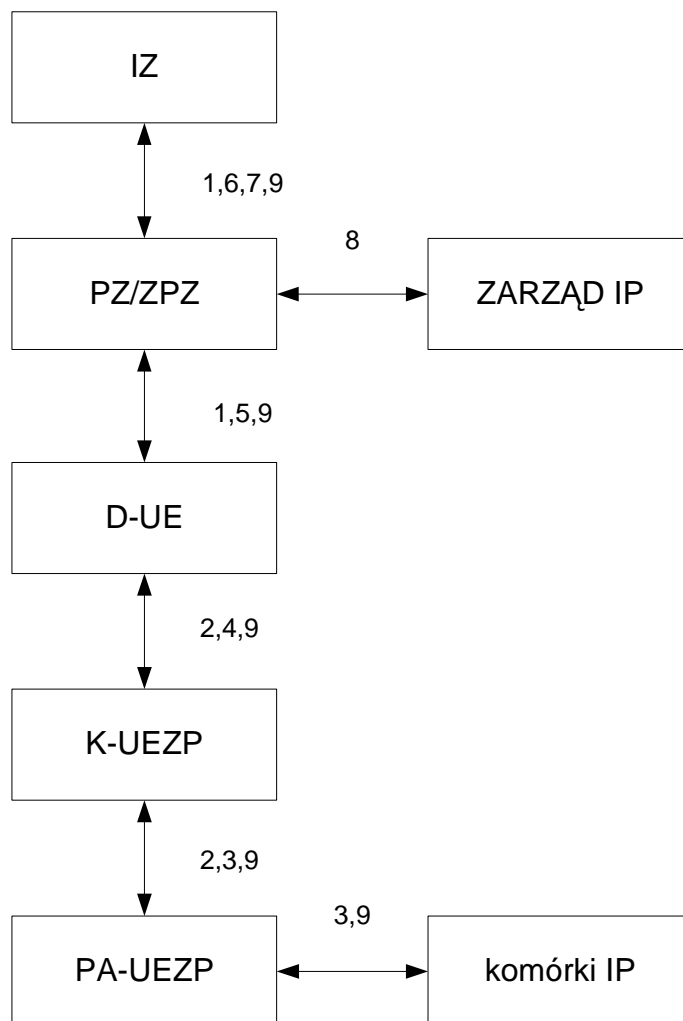 IZ
1,6,7,9
8
PZ/ZPZ
ZARZĄD IP
1,5,9
D-UE
2,4,9
K-UEZP
2,3,9
3,9
PA-UEZP
komórki IP